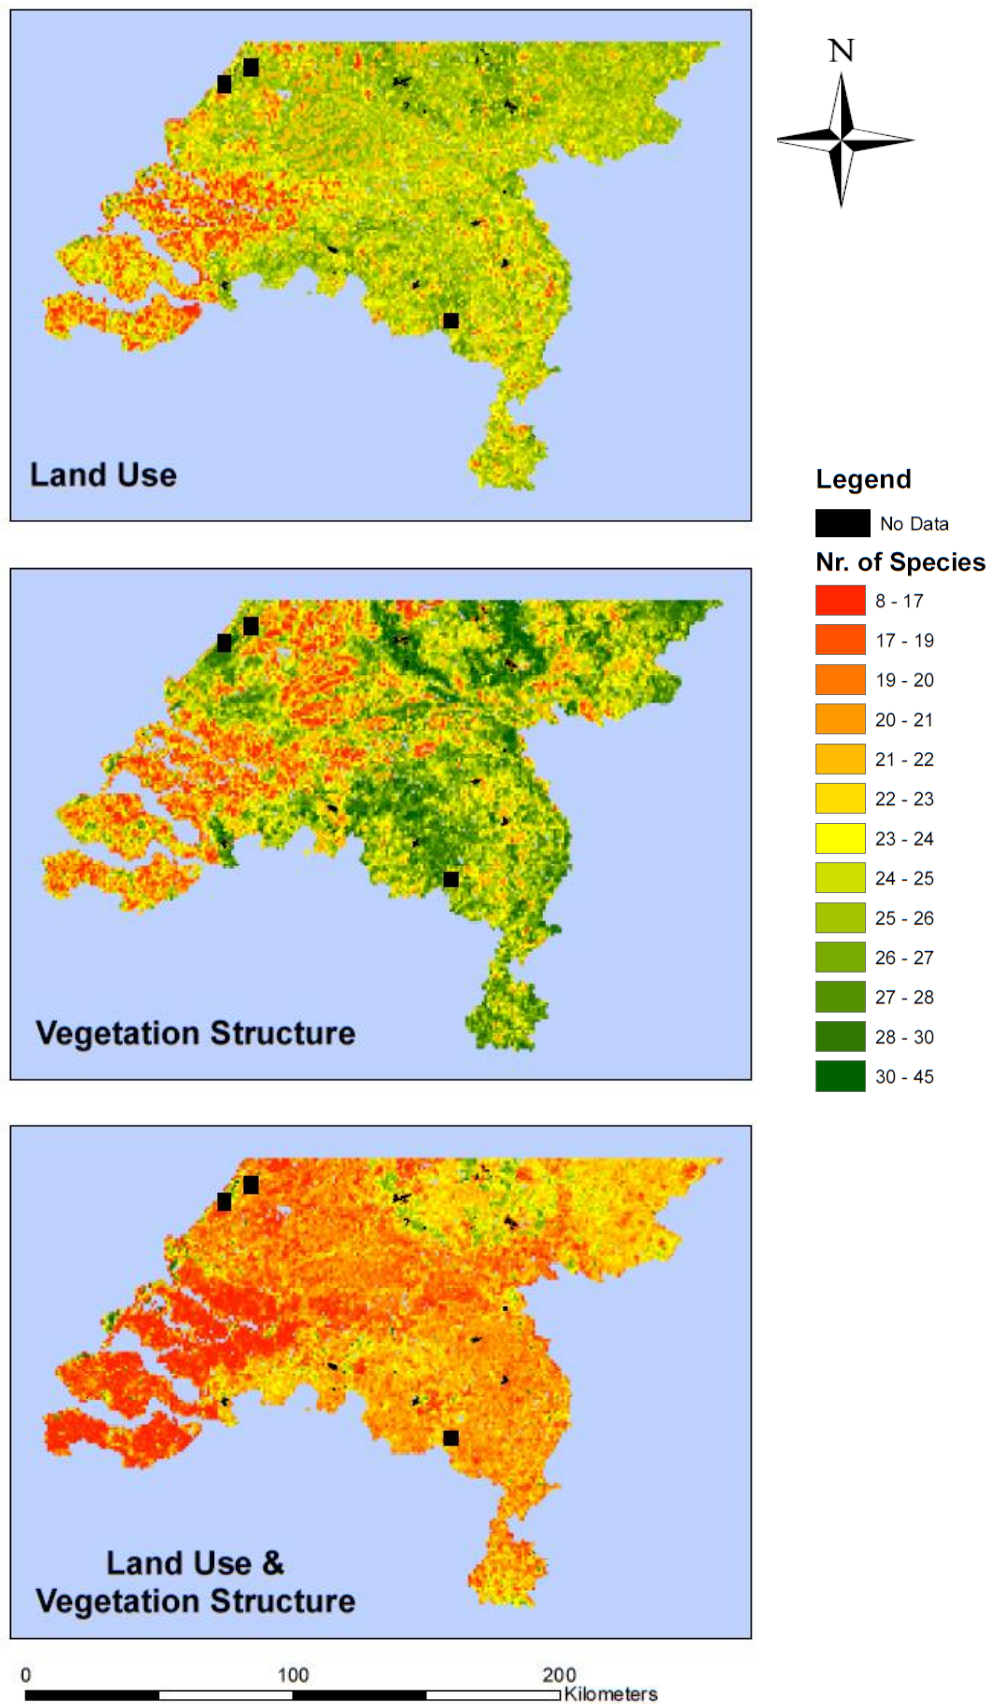 N
Land Use
Legend
No Data
Nr. of Species
8 - 17
17 - 19
19 - 20
20 - 21
21 - 22
22 - 23
23 - 24
24 - 25
25 - 26
26 - 27
27 - 28
28 - 30
30 - 45
Vegetation Structure
Land Use &
Vegetation Structure
0 100 200
Kilometers